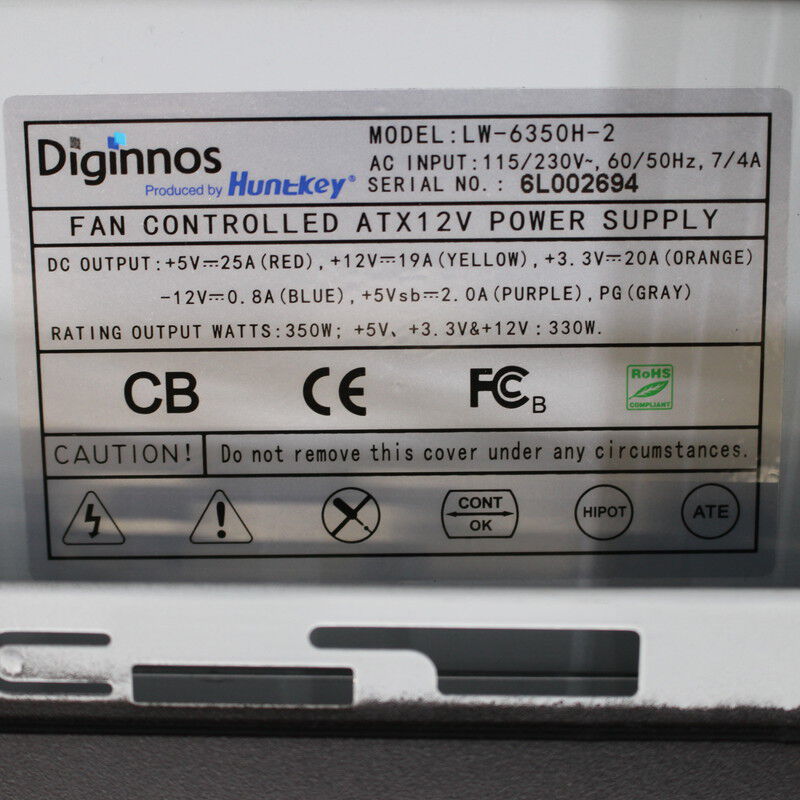 Diginnos
Produced by Huntkey®
MODEL:LW-6350H-2
AC INPUT:115/230V~, 60/50Hz, 7/4A
SERIAL NO.: 6L002694
FAN CONTROLLED ATX12V POWER SUPPLY
DC OUTPUT:+5V⎓25A(RED), +12V⎓19A(YELLOW), +3.3V⎓20A(ORANGE)
-12V⎓0.8A(BLUE), +5Vsb⎓2.0A(PURPLE), PG(GRAY)
RATING OUTPUT WATTS:350W; +5V、+3.3V&+12V:330W.
CB CE FC B RoHS COMPLIANT
CAUTION! Do not remove this cover under any circumstances.
CONT OK HIPOT ATE